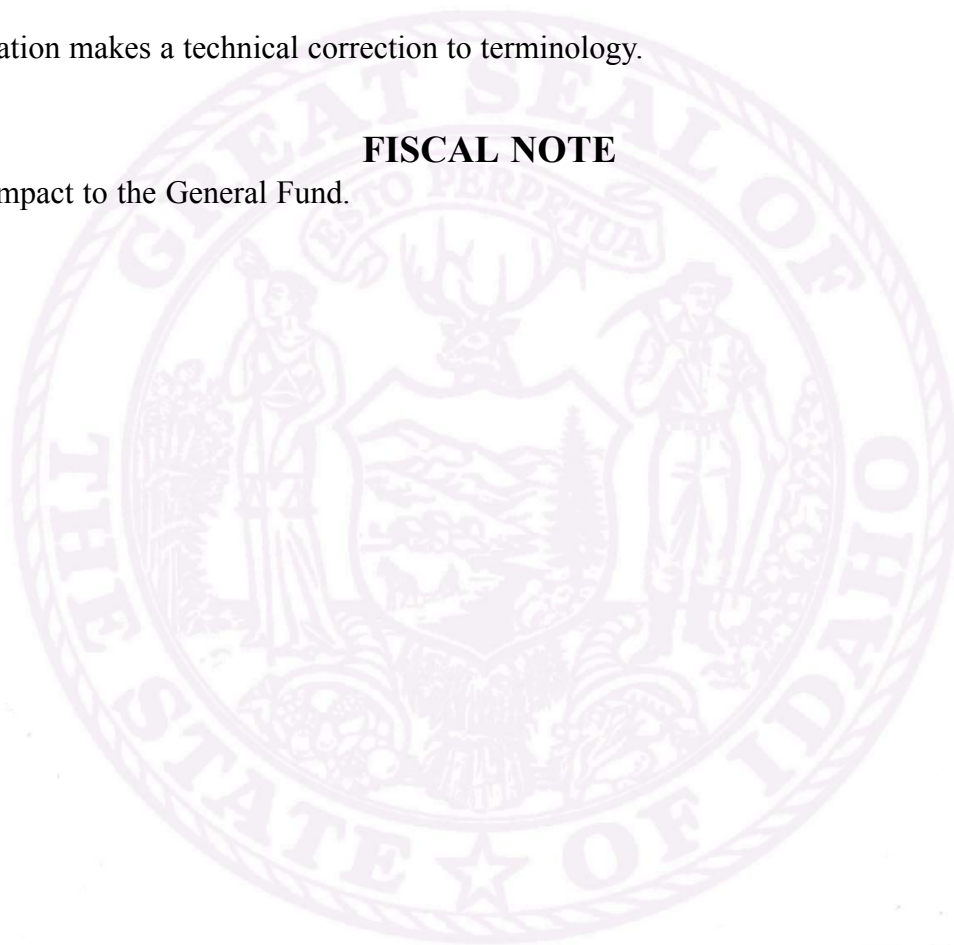 ation makes a technical correction to terminology.
FISCAL NOTE
mpact to the General Fund.
GREAT SEAL OF
ESTO PERPETUA
THE STATE OF IDAHO